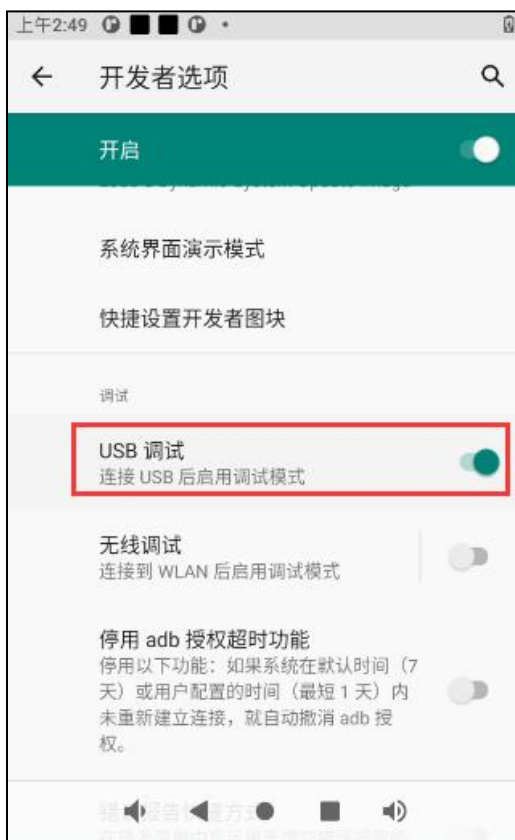 上午2:49
开发者选项
开启
系统界面演示模式
快捷设置开发者图块
调试
USB 调试
连接 USB 后启用调试模式
无线调试
连接到 WLAN 后启用调试模式
停用 adb 授权超时功能
停用以下功能：如果系统在默认时间（7
天）或用户配置的时间（最短 1 天）内
未重新建立连接，就自动撤消 adb 授
权。